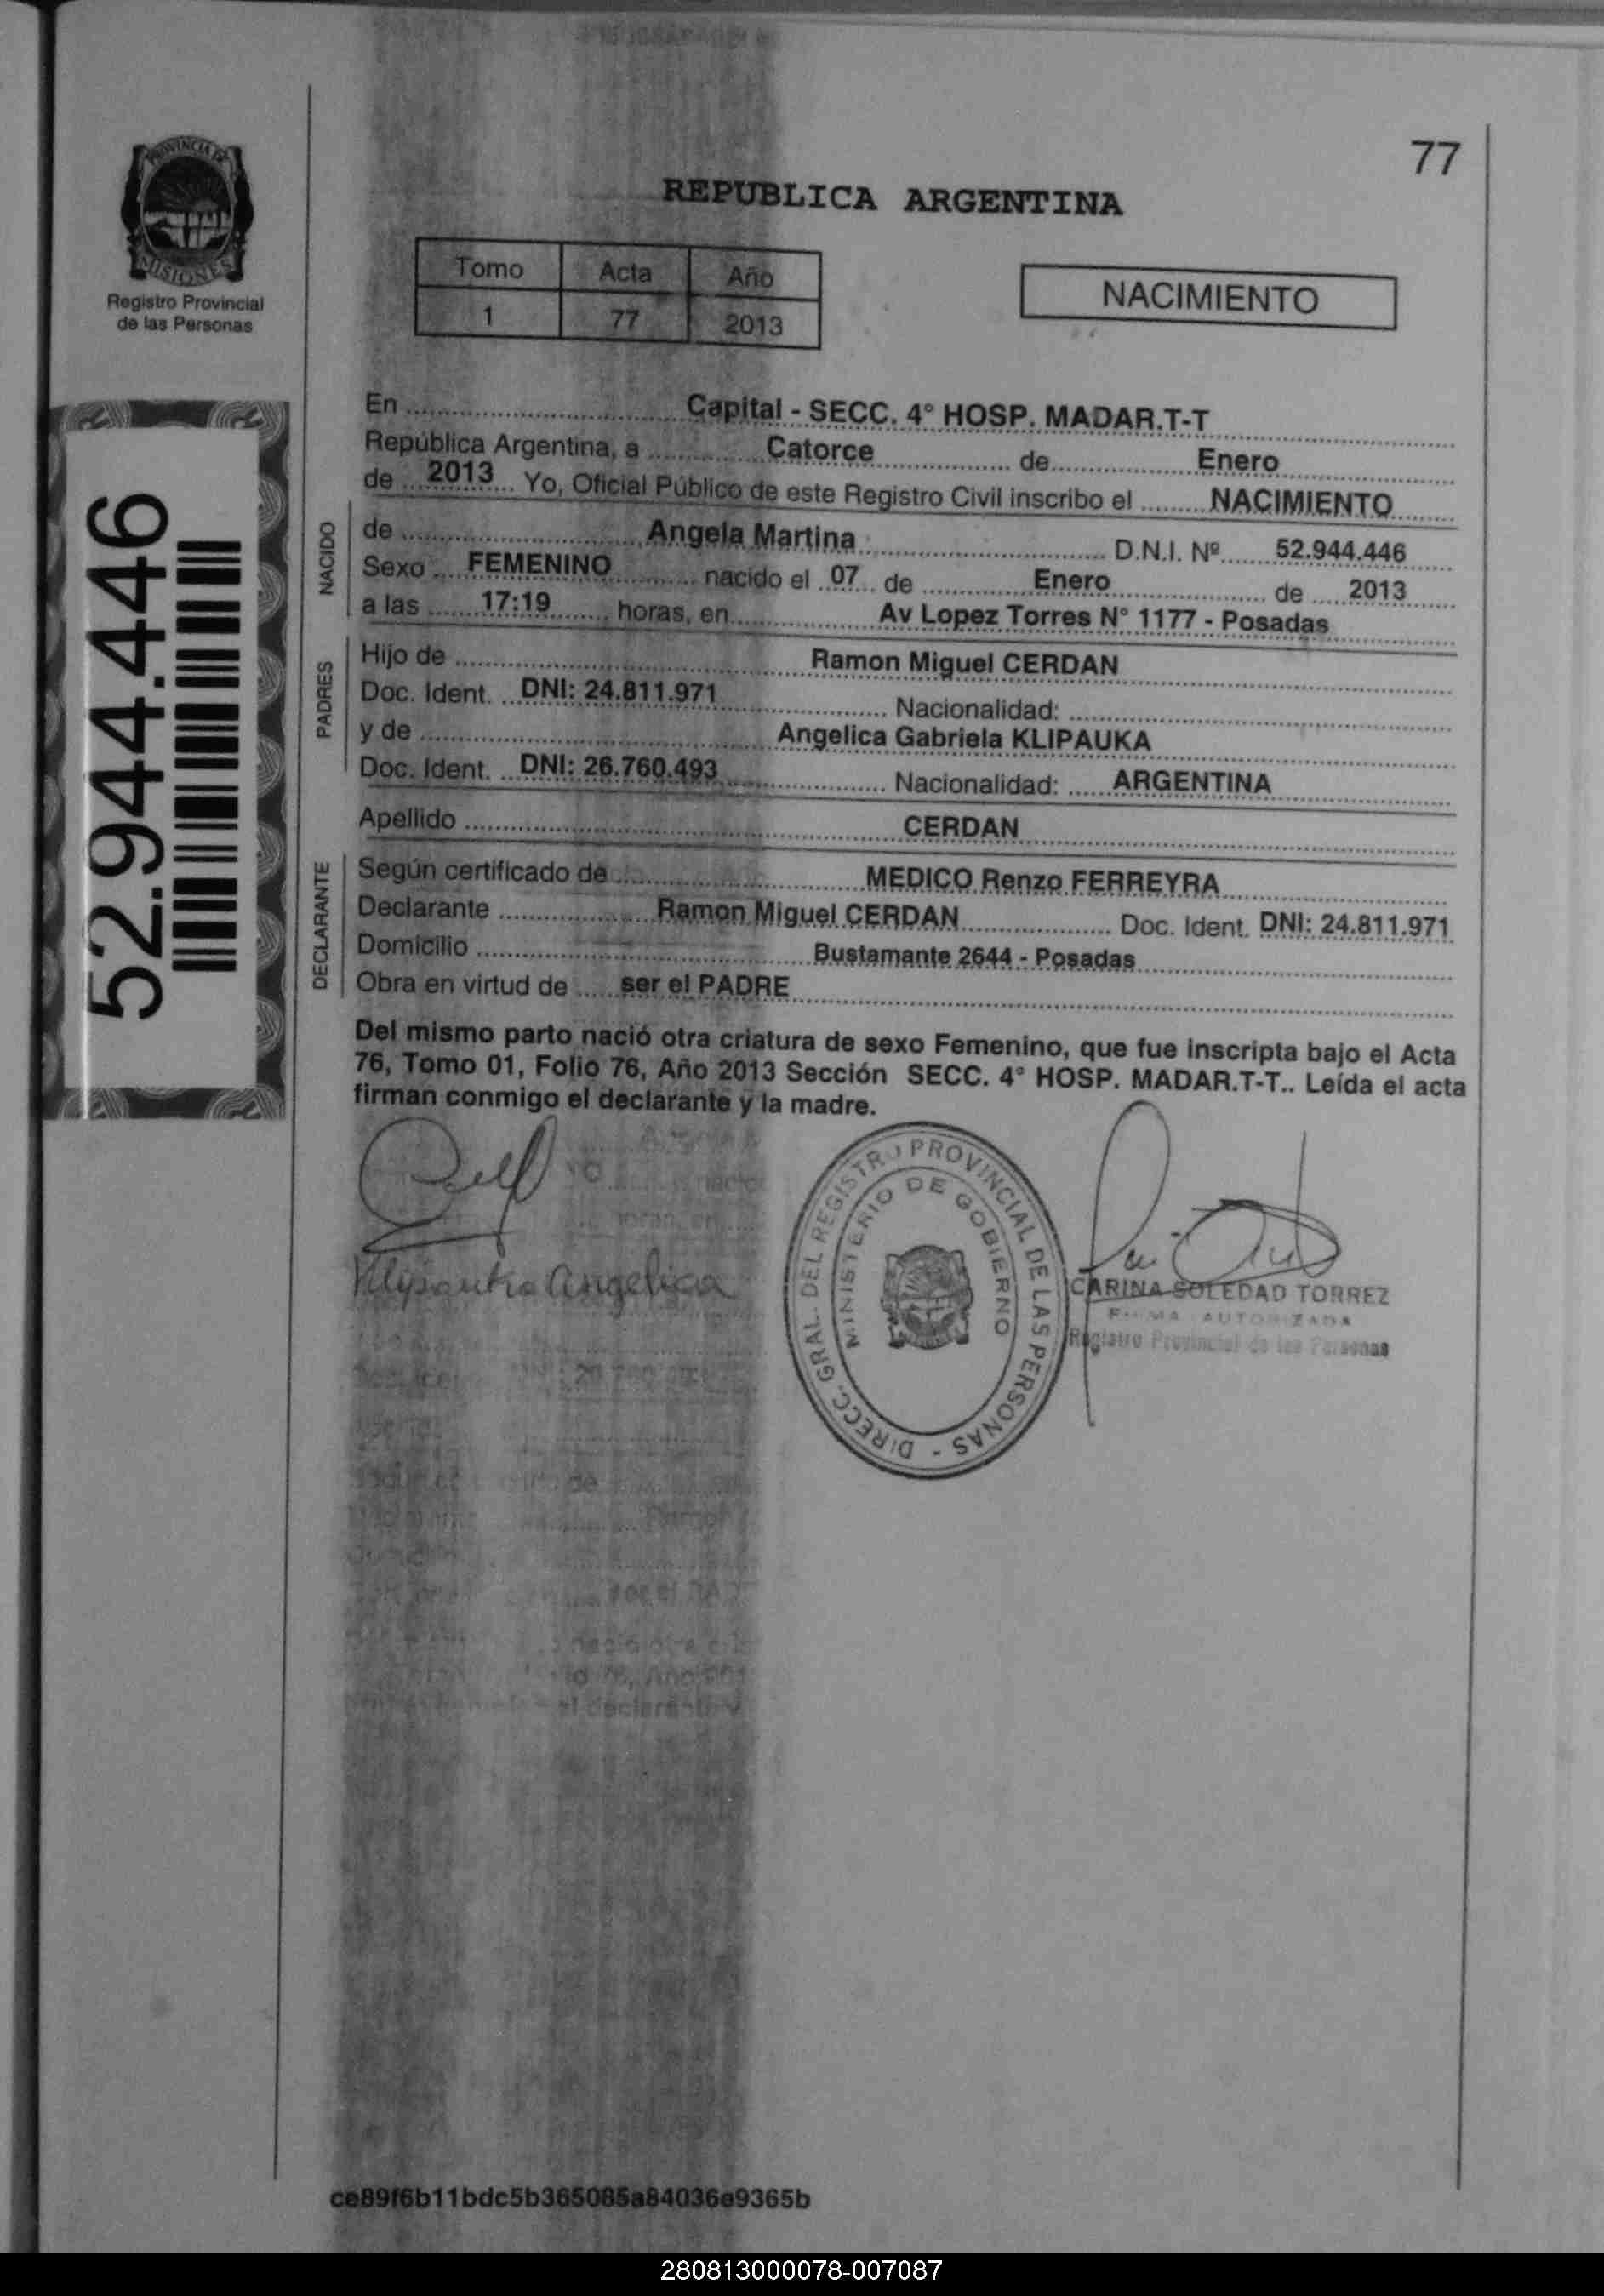 77
PROVINCIA DE
MISIONES
Registro Provincial
de las Personas
REPUBLICA ARGENTINA
Tomo Acta Año
1 77 2013
NACIMIENTO
52.944.446
En Capital - SECC. 4° HOSP. MADAR.T-T
República Argentina, a Catorce de Enero
de 2013 Yo, Oficial Público de este Registro Civil inscribo el NACIMIENTO
NACIDO
de Angela Martina D.N.I. Nº 52.944.446
Sexo FEMENINO nacido el 07 de Enero de 2013
a las 17:19 horas, en Av Lopez Torres N° 1177 - Posadas
PADRES
Hijo de Ramon Miguel CERDAN
Doc. Ident. DNI: 24.811.971 Nacionalidad:
y de Angelica Gabriela KLIPAUKA
Doc. Ident. DNI: 26.760.493 Nacionalidad: ARGENTINA
Apellido CERDAN
DECLARANTE
Según certificado de MEDICO Renzo FERREYRA
Declarante Ramon Miguel CERDAN Doc. Ident. DNI: 24.811.971
Domicilio Bustamante 2644 - Posadas
Obra en virtud de ser el PADRE
Del mismo parto nació otra criatura de sexo Femenino, que fue inscripta bajo el Acta
76, Tomo 01, Folio 76, Año 2013 Sección SECC. 4° HOSP. MADAR.T-T.. Leída el acta
firman conmigo el declarante y la madre.
Klipauka Angelica
DIRECC. GRAL. DEL REGISTRO PROVINCIAL DE LAS PERSONAS -
MINISTERIO DE GOBIERNO
CARINA SOLEDAD TORREZ
FIRMA AUTORIZADA
Registro Provincial de las Personas
ce89f6b11bdc5b365085a84036e9365b
280813000078-007087